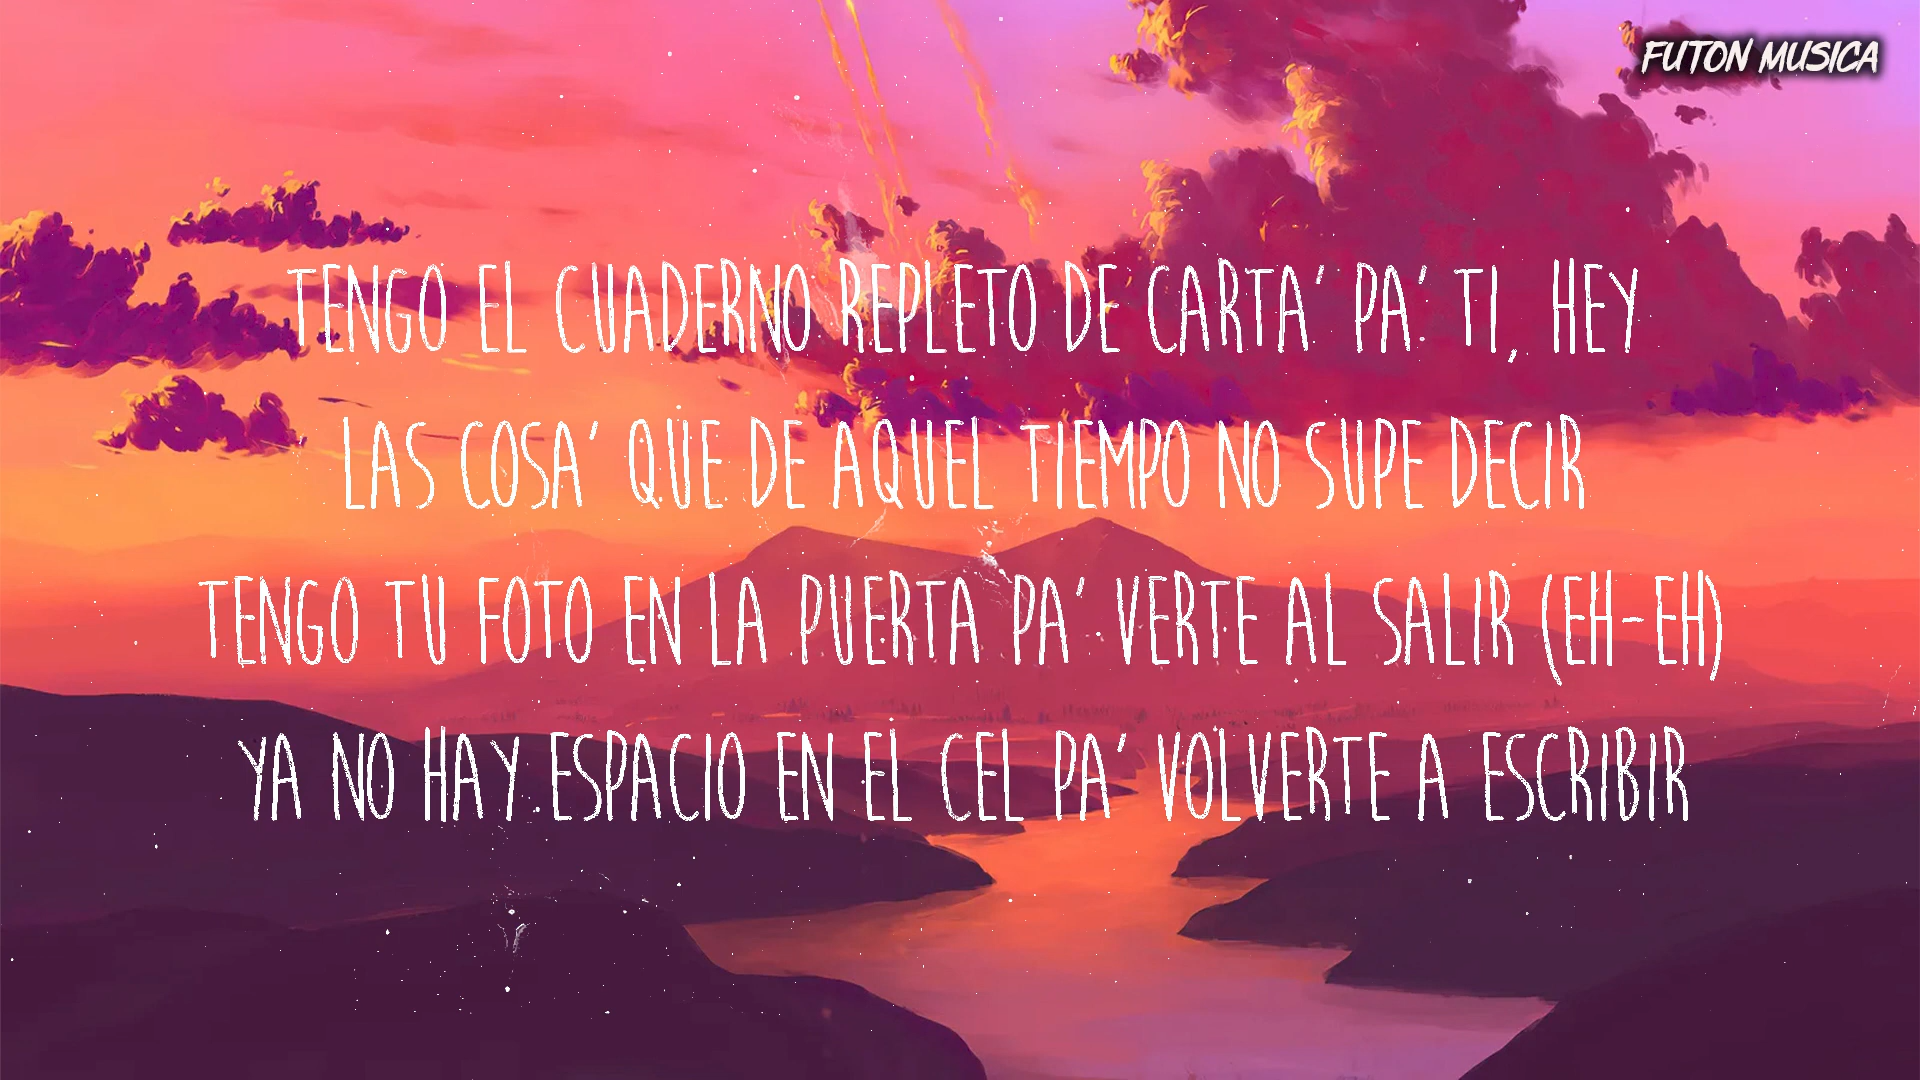 FUTON MUSICA
TENGO EL CUADERNO REPLETO DE CARTA' PA' TI, HEY
LAS COSA' QUE DE AQUEL TIEMPO NO SUPE DECIR
TENGO TU FOTO EN LA PUERTA PA' VERTE AL SALIR (EH-EH)
YA NO HAY ESPACIO EN EL CEL PA' VOLVERTE A ESCRIBIR